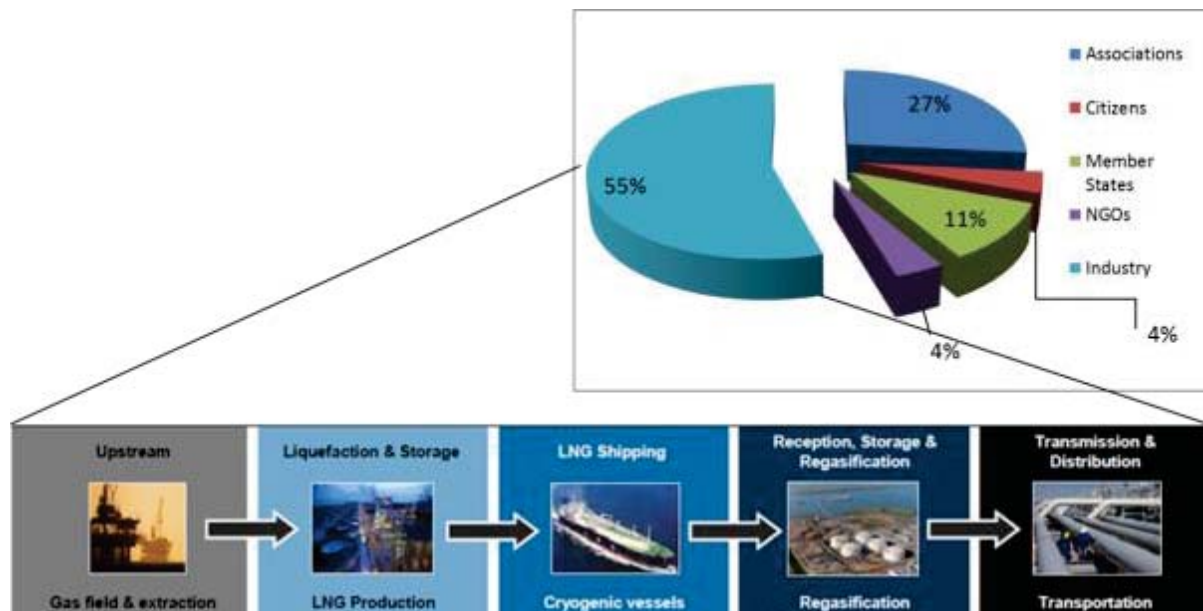 Associations
27%
Citizens
55%
Member
States
11%
NGOs
Industry
4%
4%
Upstream
Liquefaction & Storage
LNG Shipping
Reception, Storage &
Regasification
Transmission &
Distribution
Gas field & extraction
LNG Production
Cryogenic vessels
Regasification
Transportation